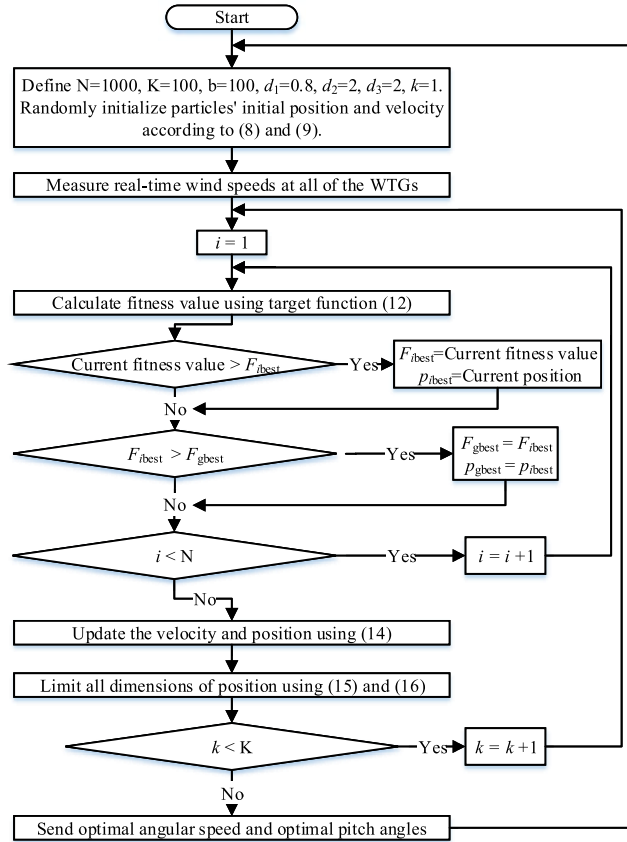 Start
Define N=1000, K=100, b=100, d1=0.8, d2=2, d3=2, k=1.
Randomly initialize particles' initial position and velocity
according to (8) and (9).
Measure real-time wind speeds at all of the WTGs
i = 1
Calculate fitness value using target function (12)
Current fitness value > Fibest
Yes
Fibest=Current fitness value
pibest=Current position
No
Fibest > Fgbest
Yes
Fgbest = Fibest
pgbest = pibest
No
i < N
Yes
i = i +1
No
Update the velocity and position using (14)
Limit all dimensions of position using (15) and (16)
k < K
Yes
k = k +1
No
Send optimal angular speed and optimal pitch angles